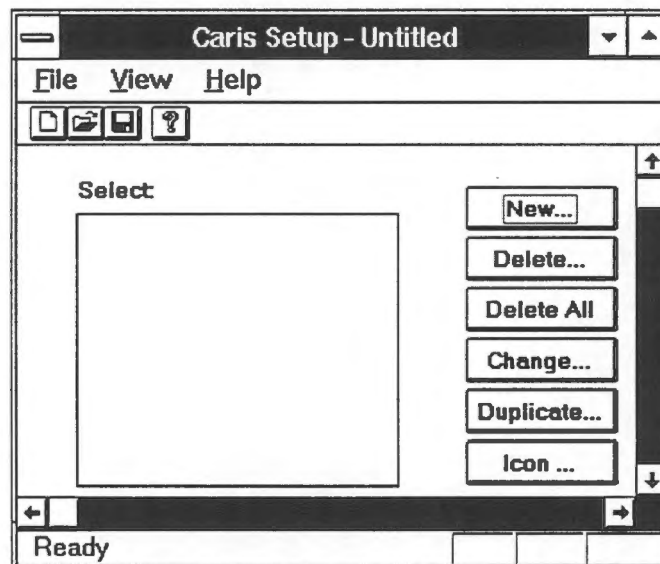 Caris Setup - Untitled
File View Help
Select:
New...
Delete...
Delete All
Change...
Duplicate...
Icon ...
Ready